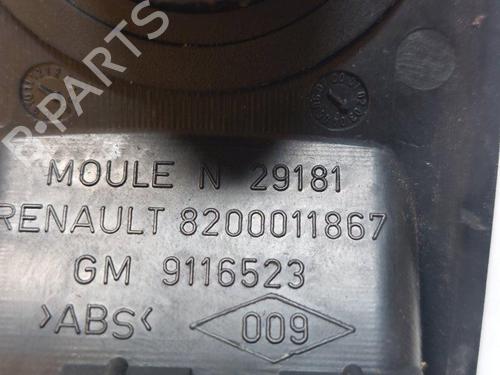 B-PARTS
MOULE N 29181
RENAULT 8200011867
GM 9116523
>ABS<
009